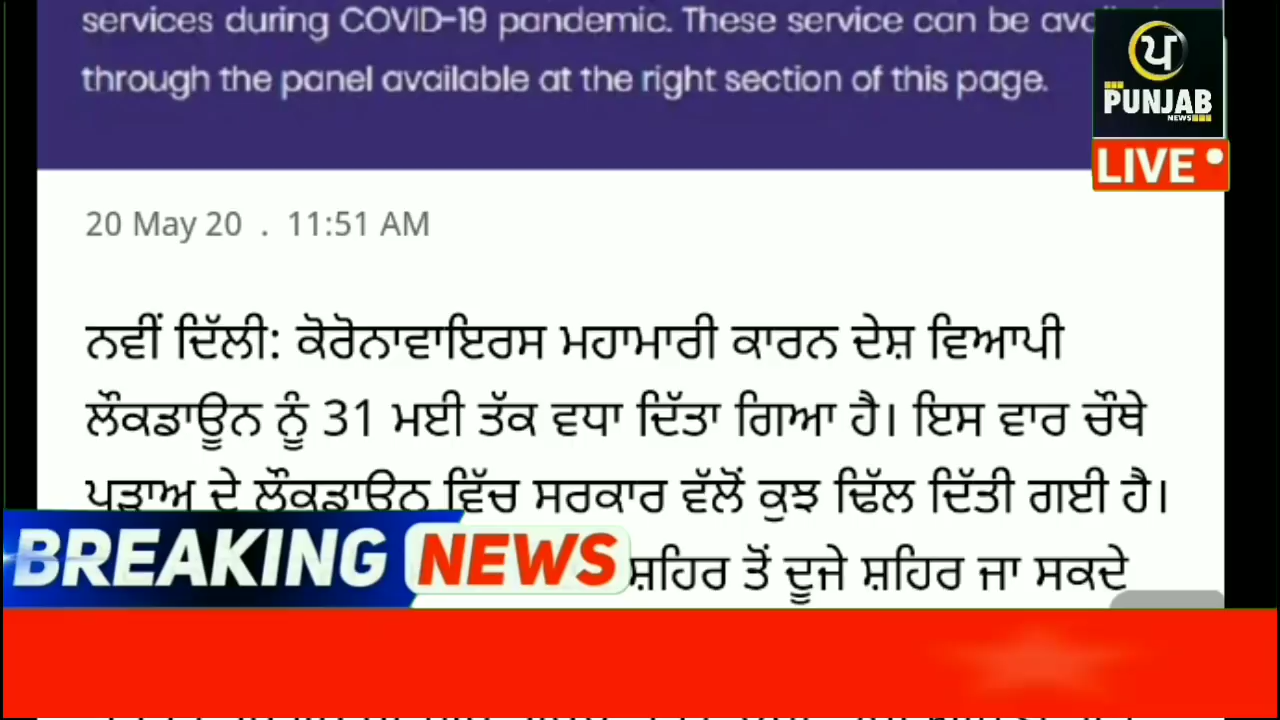 services during COVID-19 pandemic. These service can be
through the panel available at the right section of this page.
ਪ
PUNJAB
NEWS
LIVE
20 May 20 . 11:51 AM
ਨਵੀਂ ਦਿੱਲੀ: ਕੋਰੋਨਾਵਾਇਰਸ ਮਹਾਮਾਰੀ ਕਾਰਨ ਦੇਸ਼ ਵਿਆਪੀ
ਲੌਕਡਾਊਨ ਨੂੰ 31 ਮਈ ਤੱਕ ਵਧਾ ਦਿੱਤਾ ਗਿਆ ਹੈ। ਇਸ ਵਾਰ ਚੌਥੇ
ਪੜਾਅ ਦੇ ਲੌਕਡਾਊਨ ਵਿੱਚ ਸਰਕਾਰ ਵੱਲੋਂ ਕੁਝ ਢਿੱਲ ਦਿੱਤੀ ਗਈ ਹੈ।
BREAKING NEWS
ਸ਼ਹਿਰ ਤੋਂ ਦੂਜੇ ਸ਼ਹਿਰ ਜਾ ਸਕਦੇ